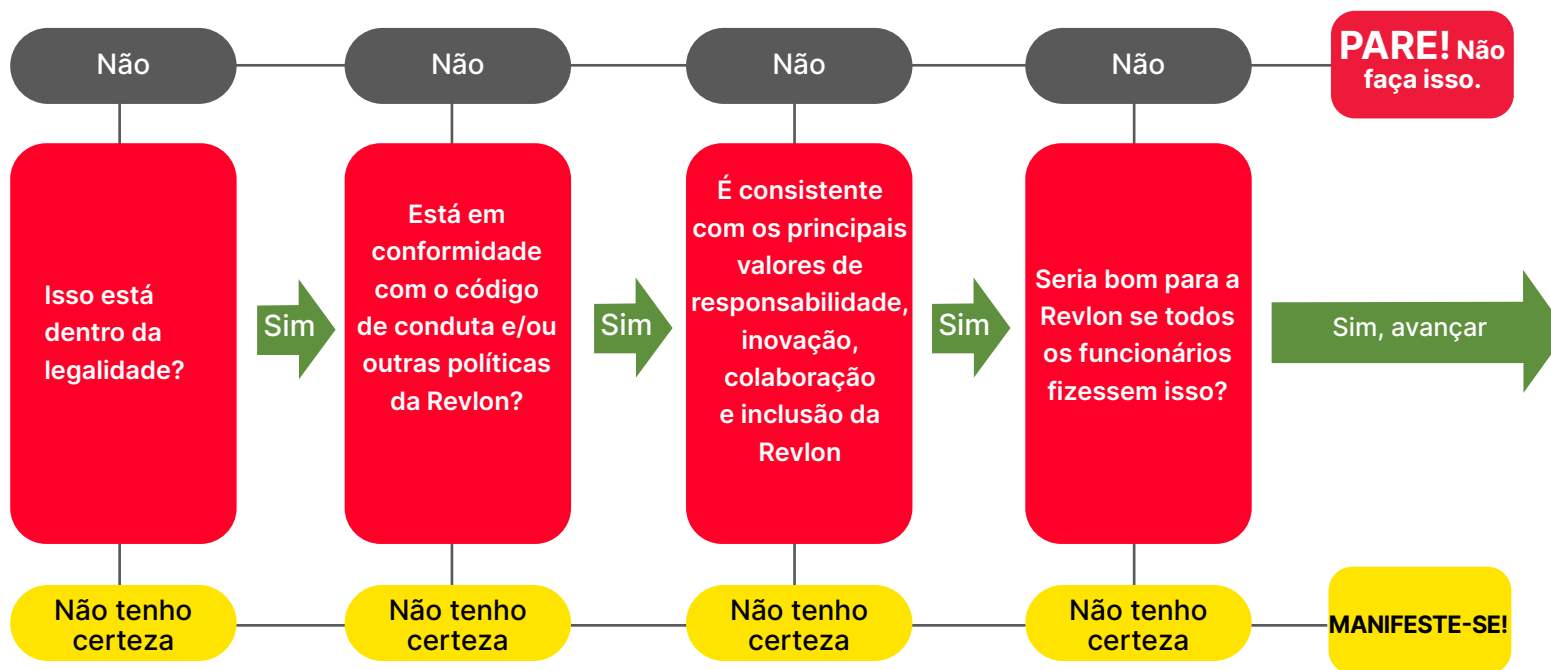 Não
Não
Não
Não
PARE! Não
faça isso.
Isso está
dentro da
legalidade?
Sim
Está em
conformidade
com o código
de conduta e/ou
outras políticas
da Revlon?
Sim
É consistente
com os principais
valores de
responsabilidade,
inovação,
colaboração
e inclusão da
Revlon
Sim
Seria bom para a
Revlon se todos
os funcionários
fizessem isso?
Sim, avançar
Não tenho
certeza
Não tenho
certeza
Não tenho
certeza
Não tenho
certeza
MANIFESTE-SE!